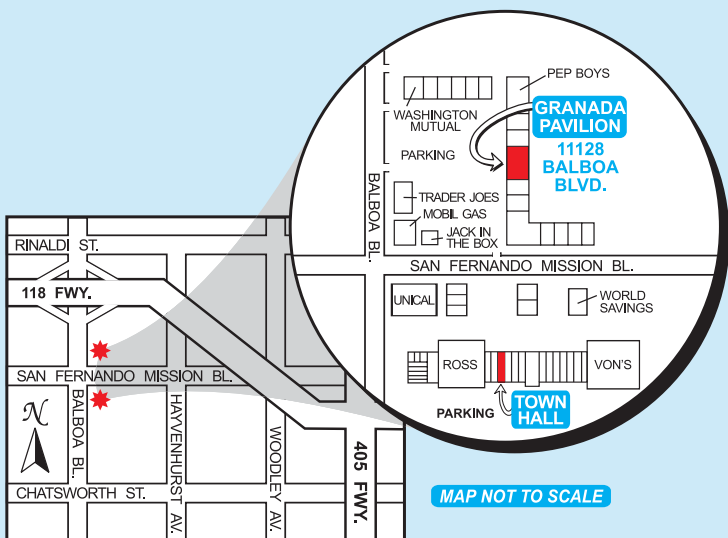 PEP BOYS
WASHINGTON
MUTUAL
GRANADA
PAVILION
11128
BALBOA
BLVD.
PARKING
BALBOA BL.
TRADER JOES
MOBIL GAS
JACK IN
THE BOX
SAN FERNANDO MISSION BL.
UNICAL
WORLD
SAVINGS
ROSS
VON'S
PARKING
TOWN
HALL
RINALDI ST.
118 FWY.
SAN FERNANDO MISSION BL.
N
BALBOA BL.
HAYVENHURST AV.
WOODLEY AV.
405 FWY.
CHATSWORTH ST.
MAP NOT TO SCALE